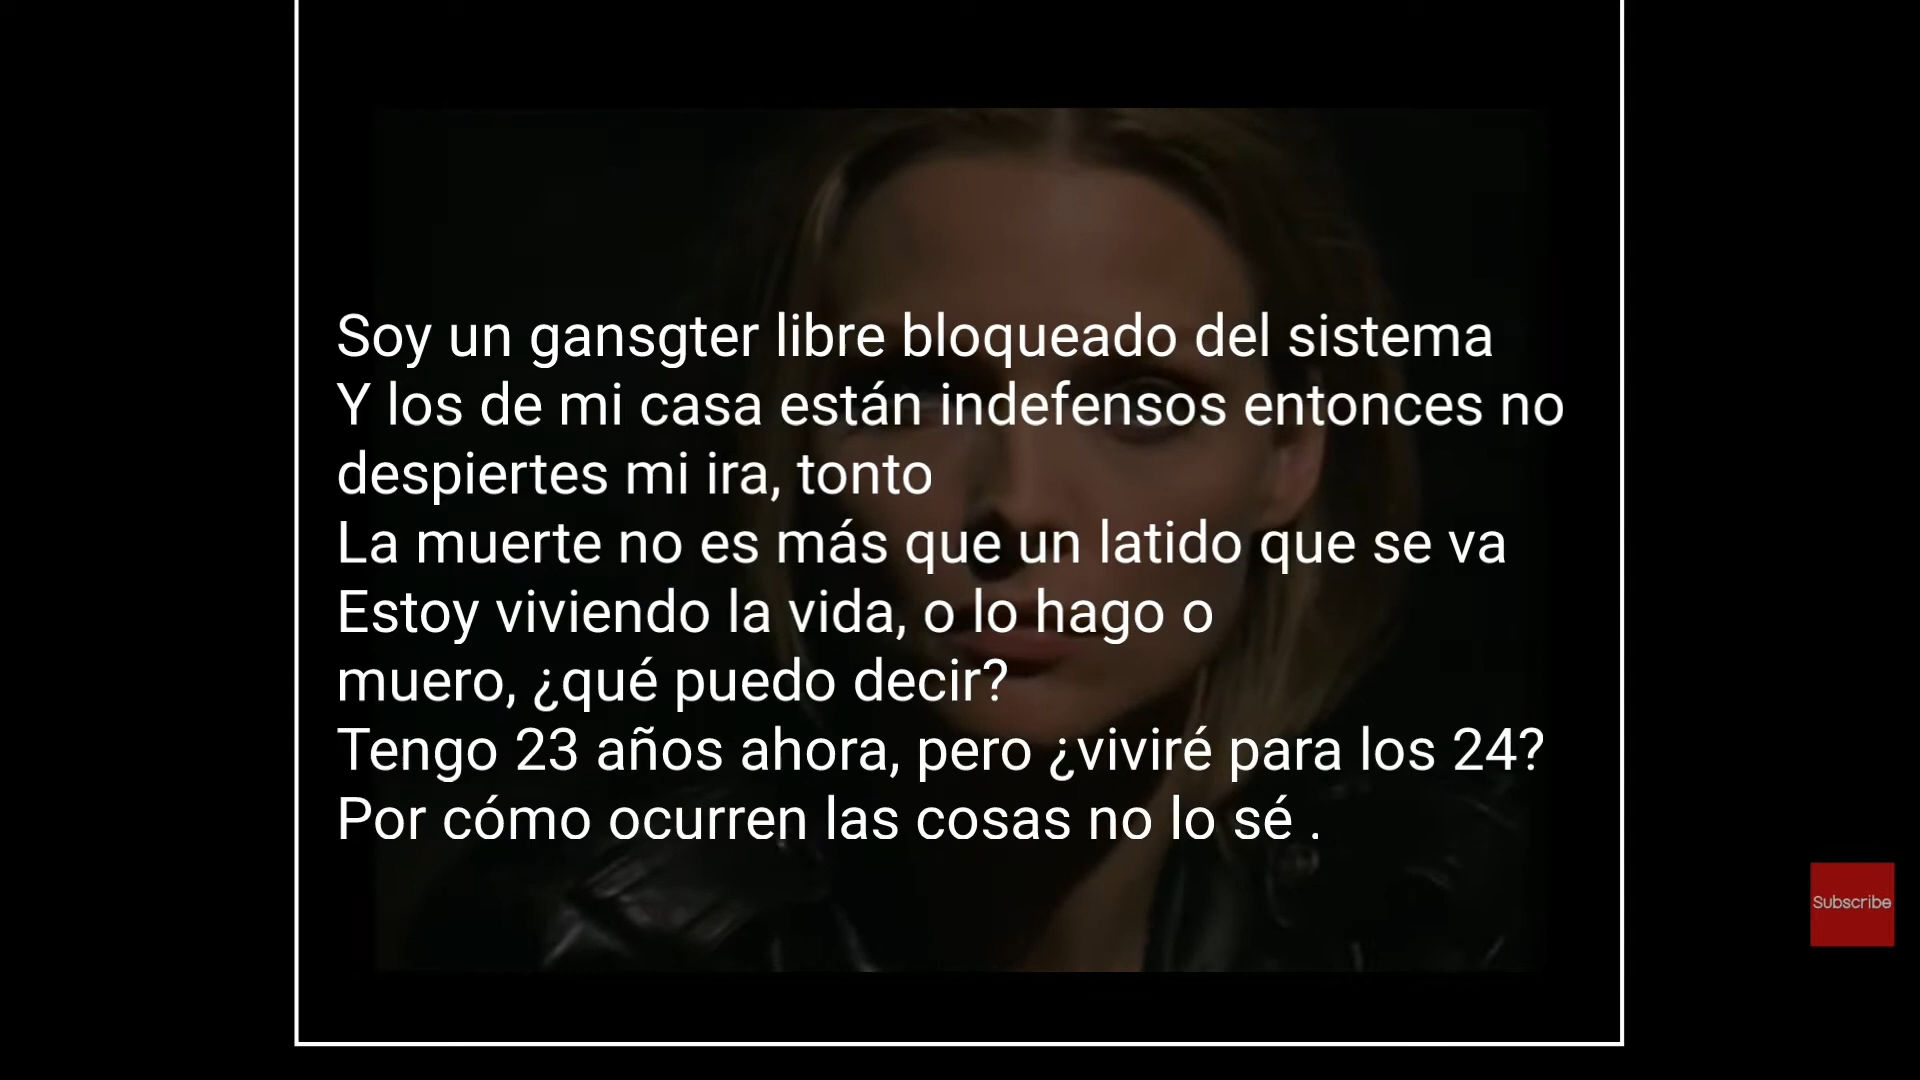 Soy un gansgter libre bloqueado del sistema
Y los de mi casa están indefensos entonces no
despiertes mi ira, tonto
La muerte no es más que un latido que se va
Estoy viviendo la vida, o lo hago o
muero, ¿qué puedo decir?
Tengo 23 años ahora, pero ¿viviré para los 24?
Por cómo ocurren las cosas no lo sé .
Subscribe